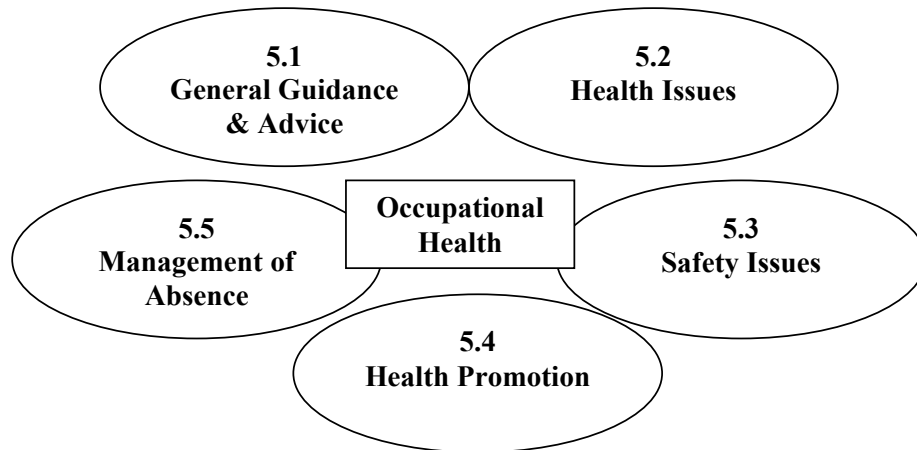 5.1
General Guidance
& Advice
5.2
Health Issues
Occupational
Health
5.5
Management of
Absence
5.3
Safety Issues
5.4
Health Promotion